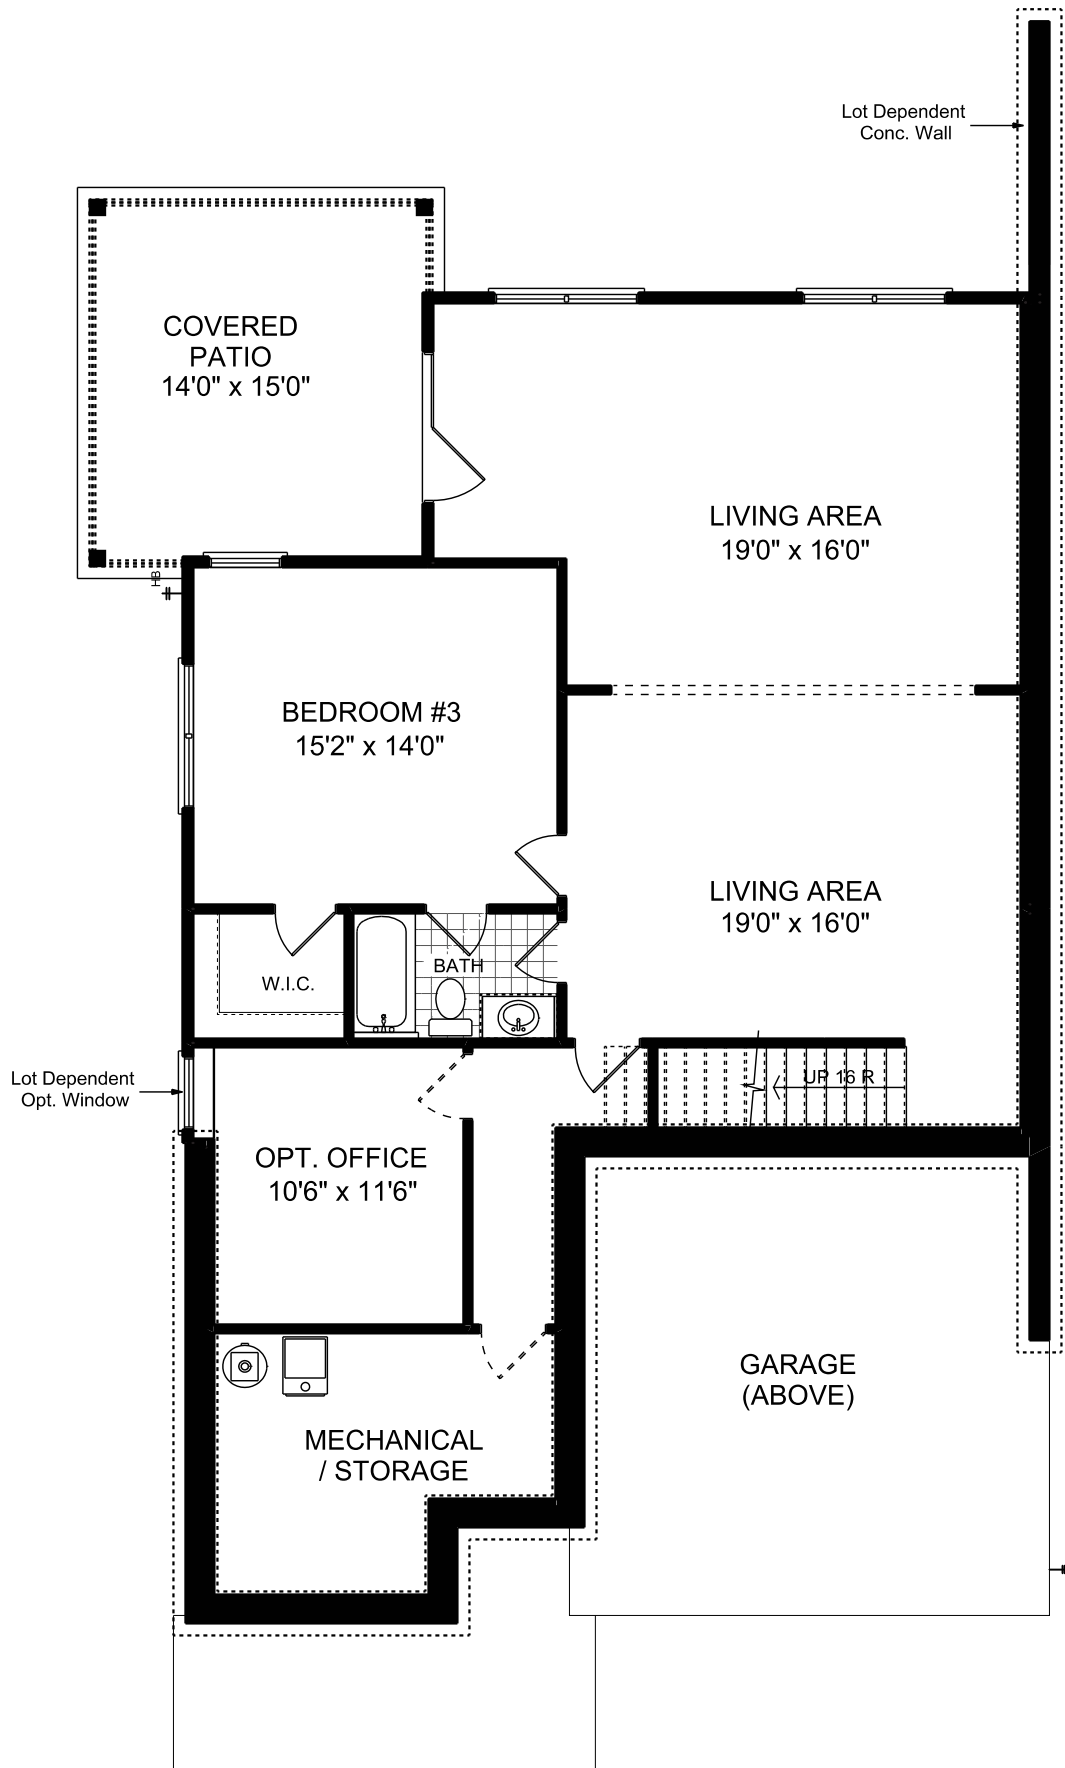 Lot Dependent
Conc. Wall
COVERED
PATIO
14'0" x 15'0"
LIVING AREA
19'0" x 16'0"
HB
BEDROOM #3
15'2" x 14'0"
LIVING AREA
19'0" x 16'0"
BATH
W.I.C.
Lot Dependent
Opt. Window
UP 16 R
OPT. OFFICE
10'6" x 11'6"
GARAGE
(ABOVE)
MECHANICAL
/ STORAGE